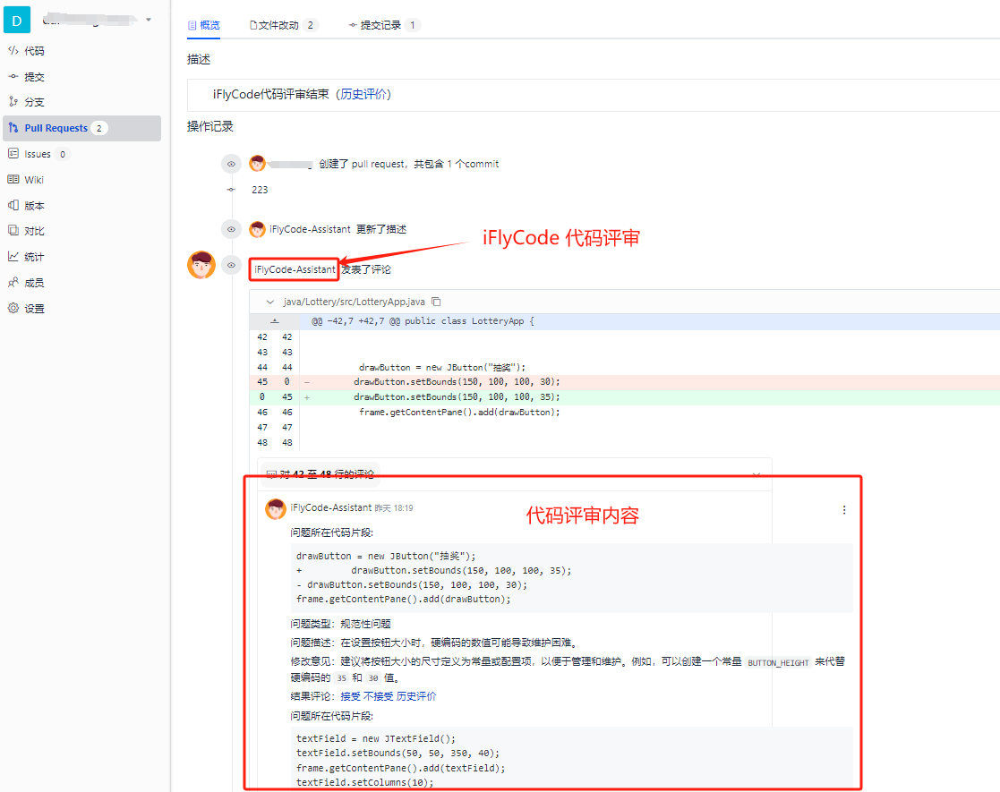 D
代码
提交
分支
Pull Requests 2
Issues 0
Wiki
版本
对比
统计
成员
设置
概览
文件改动 2
提交记录 1
描述
iFlyCode代码评审结束（历史评价）
操作记录
创建了 pull request，共包含 1 个commit
223
iFlyCode-Assistant 更新了描述
iFlyCode 代码评审
iFlyCode-Assistant 发表了评论
java/Lottery/src/LotteryApp.java
@@ -42,7 +42,7 @@ public class LotteryApp {
42 42
43 43
44 44 drawButton = new JButton("抽奖");
45 0 - drawButton.setBounds(150, 100, 100, 30);
0 45 + drawButton.setBounds(150, 100, 100, 35);
46 46 frame.getContentPane().add(drawButton);
47 47
48 48
对 42 至 48 行的评论
iFlyCode-Assistant 昨天 18:19
代码评审内容
问题所在代码片段:
drawButton = new JButton("抽奖");
+ drawButton.setBounds(150, 100, 100, 35);
- drawButton.setBounds(150, 100, 100, 30);
frame.getContentPane().add(drawButton);
问题类型：规范性问题
问题描述：在设置按钮大小时，硬编码的数值可能导致维护困难。
修改意见：建议将按钮大小的尺寸定义为常量或配置项，以便于管理和维护。例如，可以创建一个常量 BUTTON_HEIGHT 来代替
硬编码的 35 和 30 值。
结果评论：接受 不接受 历史评价
问题所在代码片段:
textField = new JTextField();
textField.setBounds(50, 50, 350, 40);
frame.getContentPane().add(textField);
textField.setColumns(10);